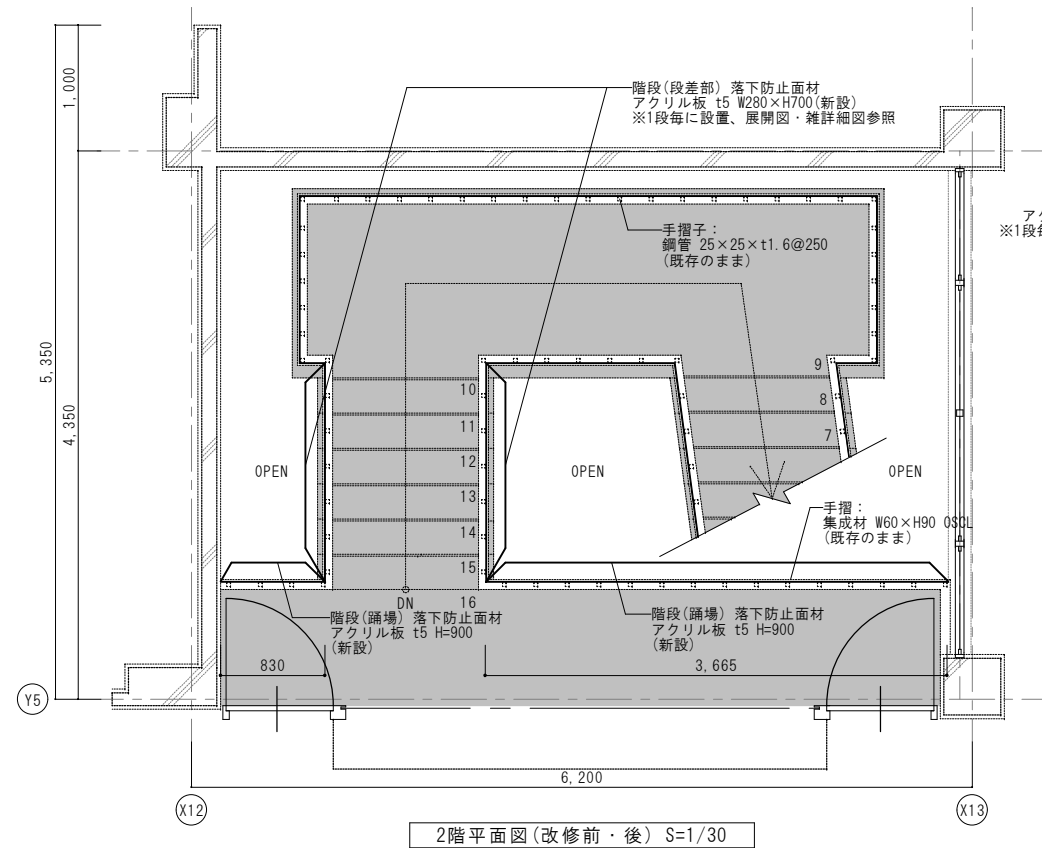 1,000
階段(段差部) 落下防止面材
アクリル板 t5 W280×H700(新設)
※1段毎に設置、展開図・雑詳細図参照
手摺子：
鋼管 25×25×t1.6@250
(既存のまま)
ア
※1段毎
5,350
4,350
9
8
7
10
11
12
13
14
15
16
OPEN
OPEN
OPEN
手摺：
集成材 W60×H90 OSCL
(既存のまま)
DN
階段(踊場) 落下防止面材
アクリル板 t5 H=900
(新設)
階段(踊場) 落下防止面材
アクリル板 t5 H=900
(新設)
830
3,665
Y5
6,200
X12
X13
2階平面図(改修前・後) S=1/30